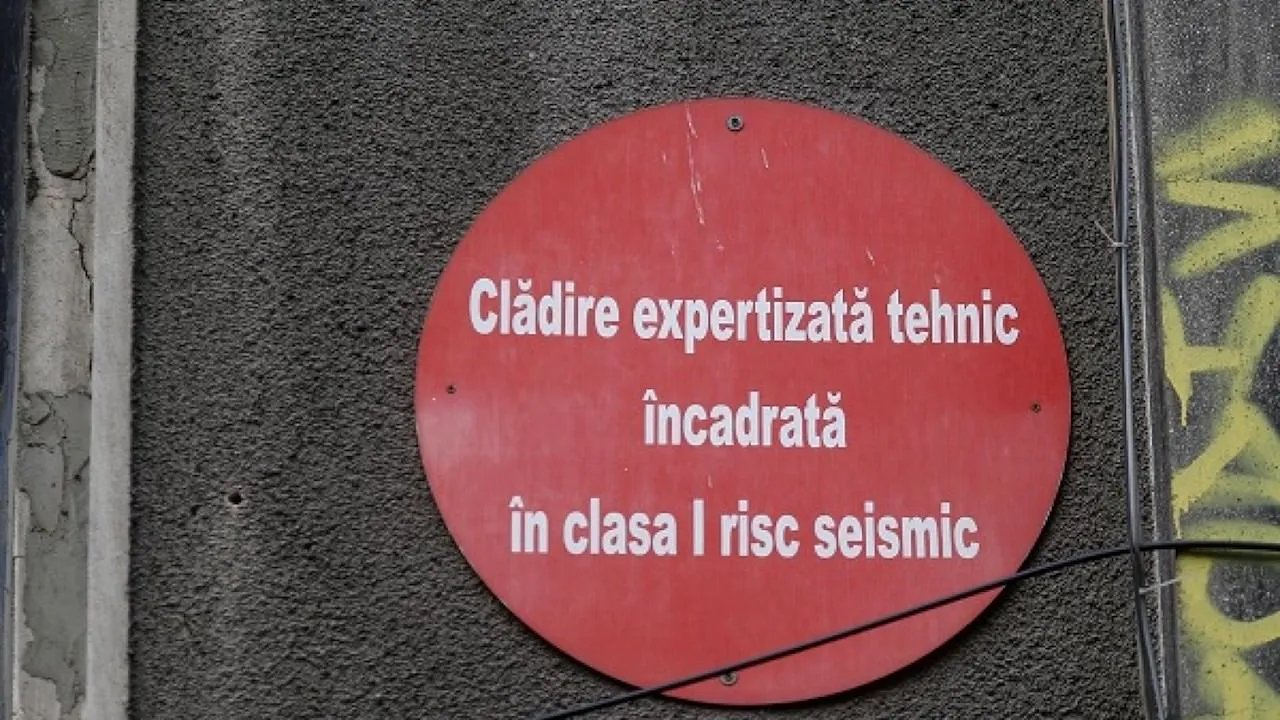 Clădire expertizată tehnic
încadrată
în clasa I risc seismic